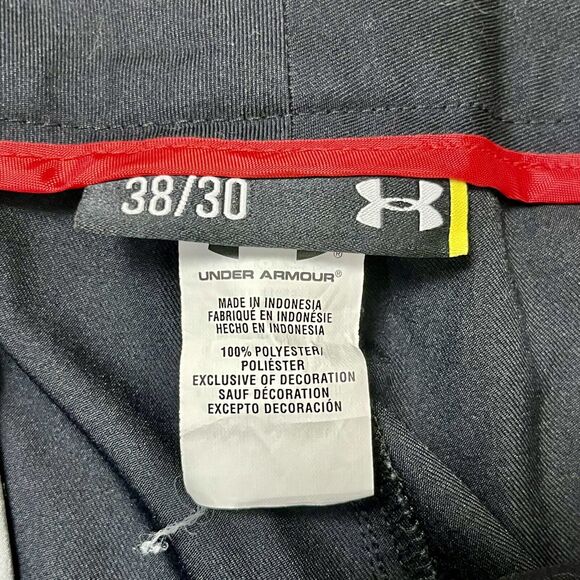 38/30
®
UNDER ARMOUR®
MADE IN INDONESIA
FABRIQUÉ EN INDONÉSIE
HECHO EN INDONESIA
100% POLYESTER/
POLIÉSTER
EXCLUSIVE OF DECORATION
SAUF DÉCORATION
EXCEPTO DECORACIÓN